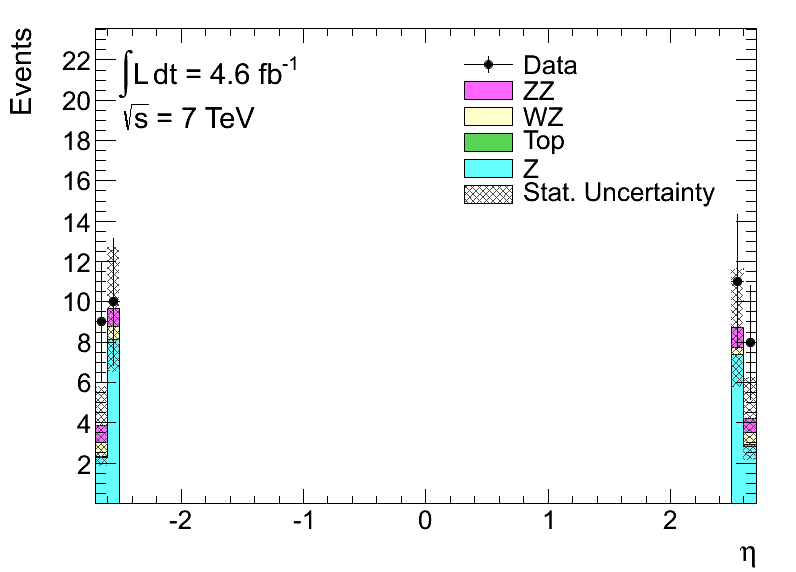 Events
22
20
18
16
14
12
10
8
6
4
2
∫L dt = 4.6 fb⁻¹
√s = 7 TeV
Data
ZZ
WZ
Top
Z
Stat. Uncertainty
-2 -1 0 1 2
η